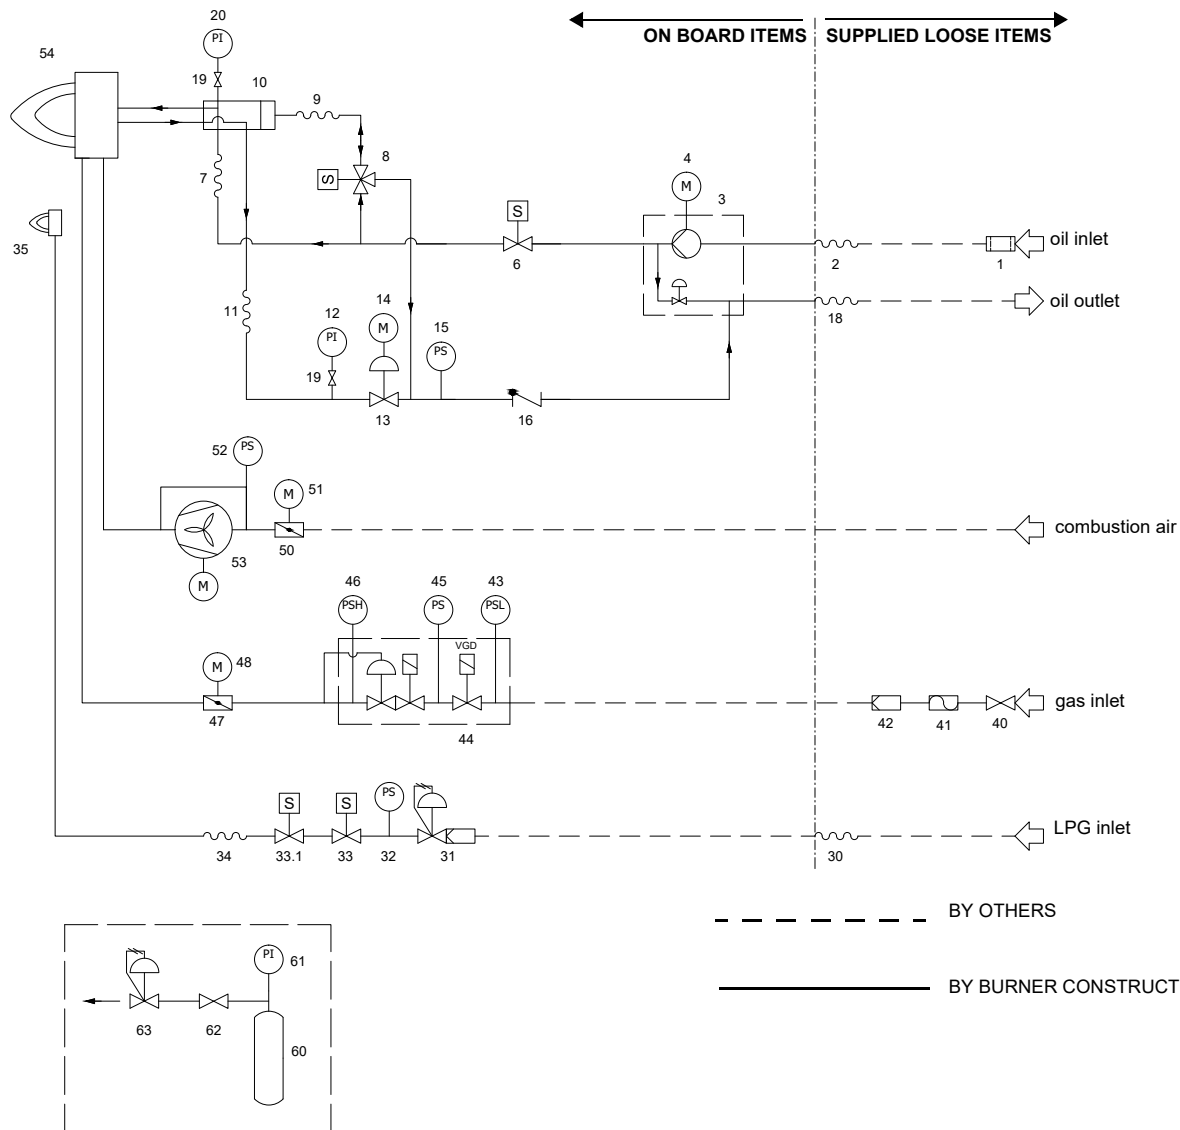 ON BOARD ITEMS
SUPPLIED LOOSE ITEMS
20
PI
54
19
10
9
8
S
7
4
M
3
S
6
2
1
oil inlet
35
18
oil outlet
11
12
PI
19
14
M
13
15
PS
16
52
PS
M
51
50
53
M
combustion air
46
PSH
45
PS
43
PSL
VGD
M
48
47
44
42
41
40
gas inlet
S
S
PS
34
33.1
33
32
31
30
LPG inlet
BY OTHERS
BY BURNER CONSTRUCT
PI
61
63
62
60